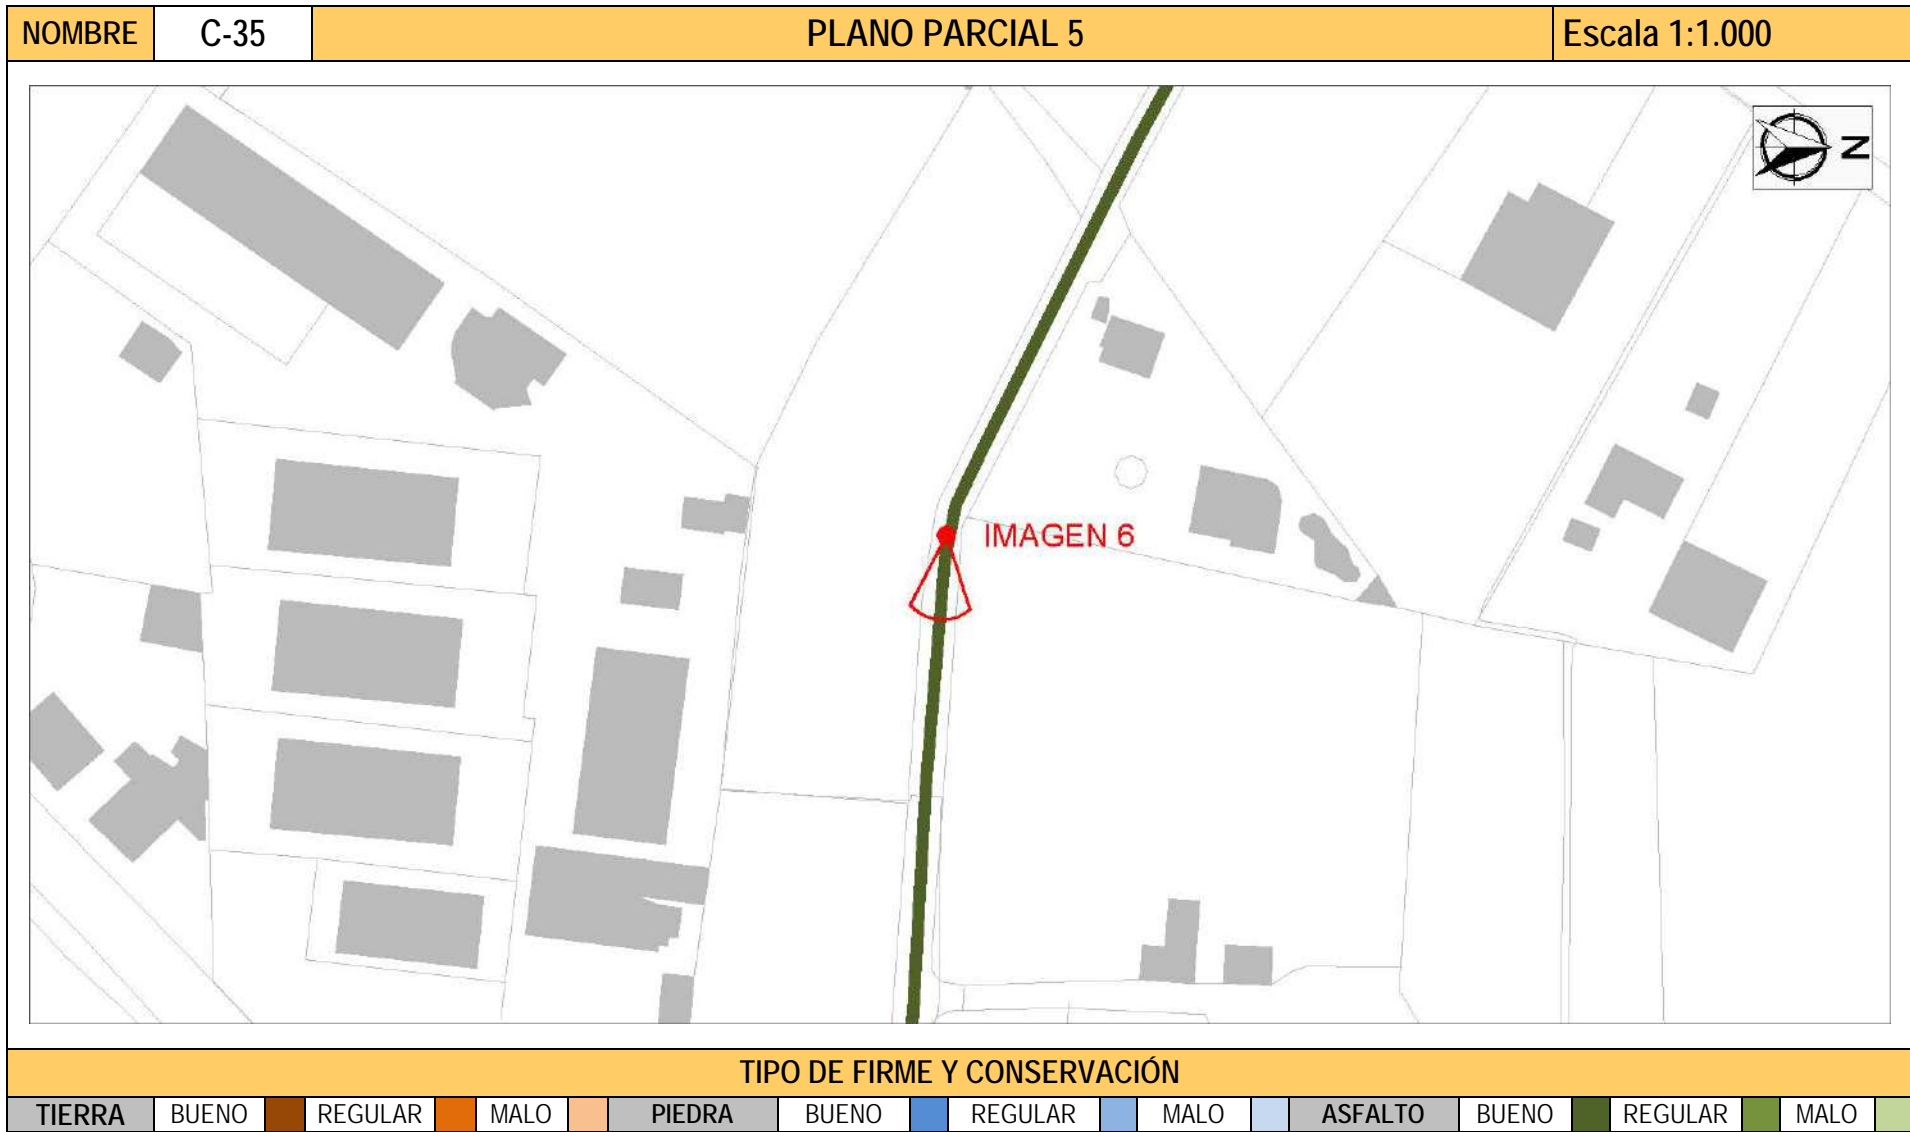 NOMBRE C-35 PLANO PARCIAL 5 Escala 1:1.000
N
IMAGEN 6
TIPO DE FIRME Y CONSERVACIÓN
TIERRA BUENO REGULAR MALO PIEDRA BUENO REGULAR MALO ASFALTO BUENO REGULAR MALO